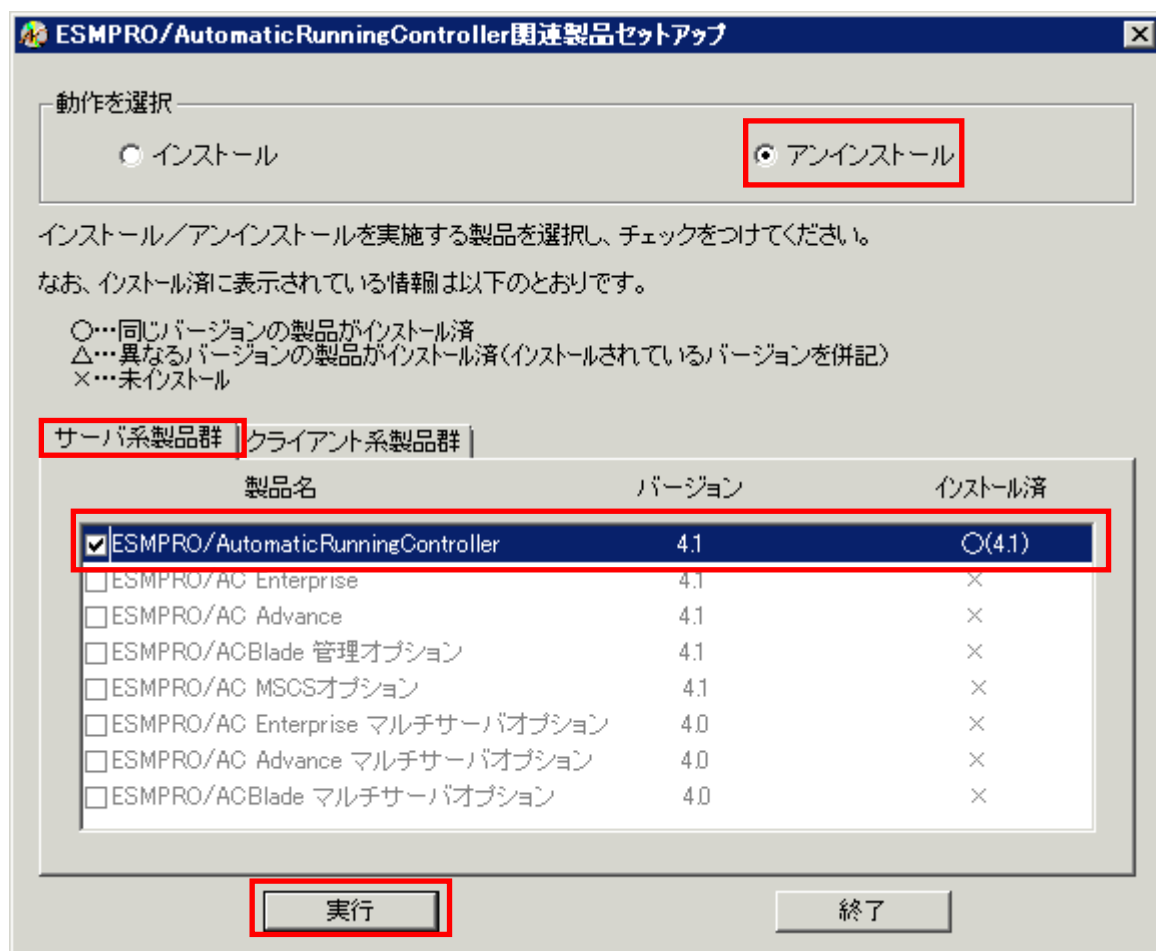 ESMPRO/AutomaticRunningController関連製品セットアップ
動作を選択
インストール
アンインストール
インストール/アンインストールを実施する製品を選択し、チェックをつけてください。
なお、インストール済に表示されている情報は以下のとおりです。
○…同じバージョンの製品がインストール済
△…異なるバージョンの製品がインストール済(インストールされているバージョンを併記)
×…未インストール
サーバ系製品群 クライアント系製品群
製品名 バージョン インストール済
ESMPRO/AutomaticRunningController 4.1 ○(4.1)
ESMPRO/AC Enterprise 4.1 ×
ESMPRO/AC Advance 4.1 ×
ESMPRO/ACBlade 管理オプション 4.1 ×
ESMPRO/AC MSCSオプション 4.1 ×
ESMPRO/AC Enterprise マルチサーバオプション 4.0 ×
ESMPRO/AC Advance マルチサーバオプション 4.0 ×
ESMPRO/ACBlade マルチサーバオプション 4.0 ×
実行 終了